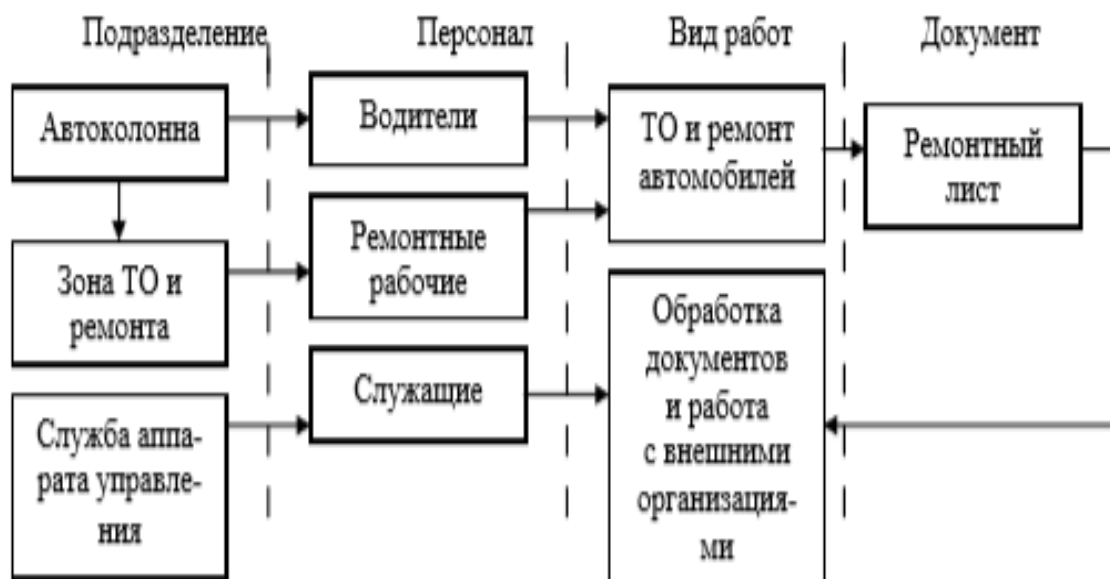 Подразделение
Персонал
Вид работ
Документ
Автоколонна
Зона ТО и
ремонта
Служба аппа-
рата управле-
ния
Водители
Ремонтные
рабочие
Служащие
ТО и ремонт
автомобилей
Обработка
документов
и работа
с внешними
организация-
ми
Ремонтный
лист